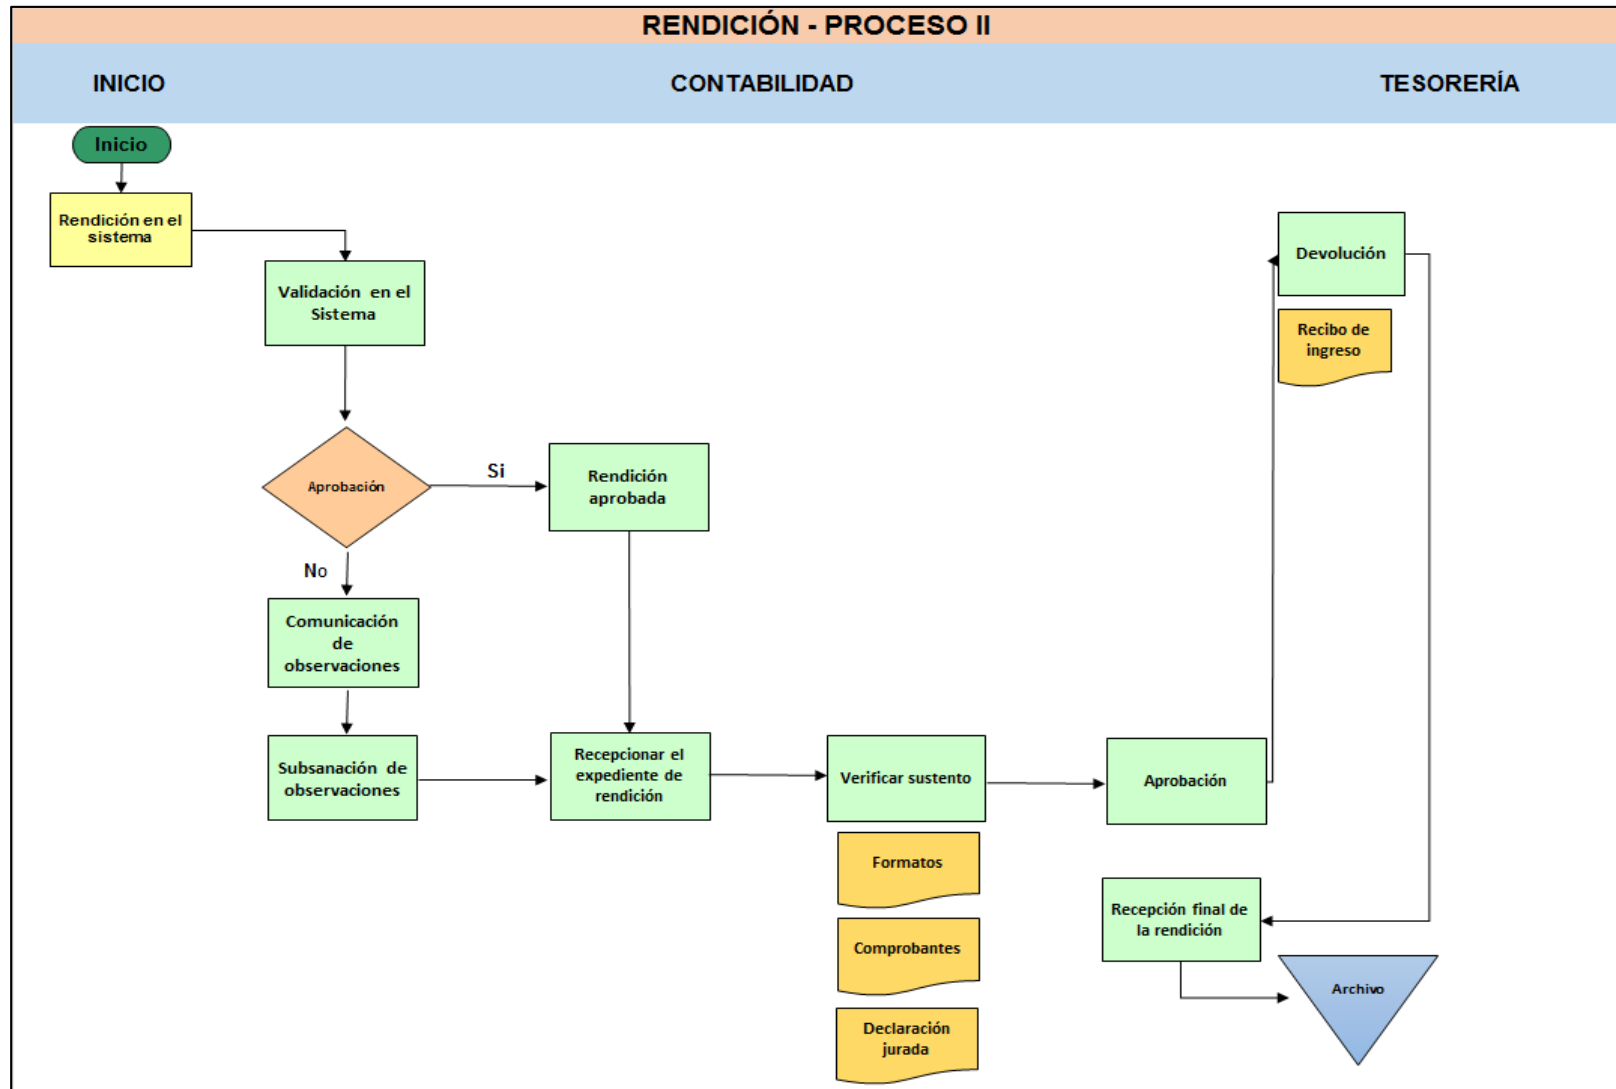 RENDICIÓN - PROCESO II
INICIO
CONTABILIDAD
TESORERÍA
Inicio
Rendición en el
sistema
Validación en el
Sistema
Aprobación
Si
Rendición
aprobada
No
Comunicación
de
observaciones
Subsanación de
observaciones
Recepcionar el
expediente de
rendición
Verificar sustento
Formatos
Comprobantes
Declaración
jurada
Aprobación
Devolución
Recibo de
ingreso
Recepción final de
la rendición
Archivo